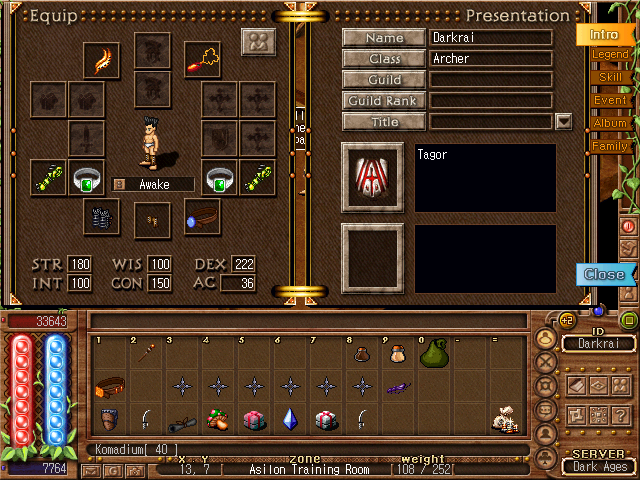 Equip
Presentation
Name Darkrai
Class Archer
Guild
Guild Rank
Title
Intro
Legend
Skill
Event
Album
Family
Tagor
Awake
STR 180 WIS 100 DEX 222
INT 100 CON 150 AC 36
Close
33643
1 2 3 4 5 6 7 8 9 0 - =
+2
ID
Darkrai
Komadium[ 40 ]
x y zone weight
7764
13, 7 [ Asilon Training Room [108 / 252[
SERVER
Dark Ages